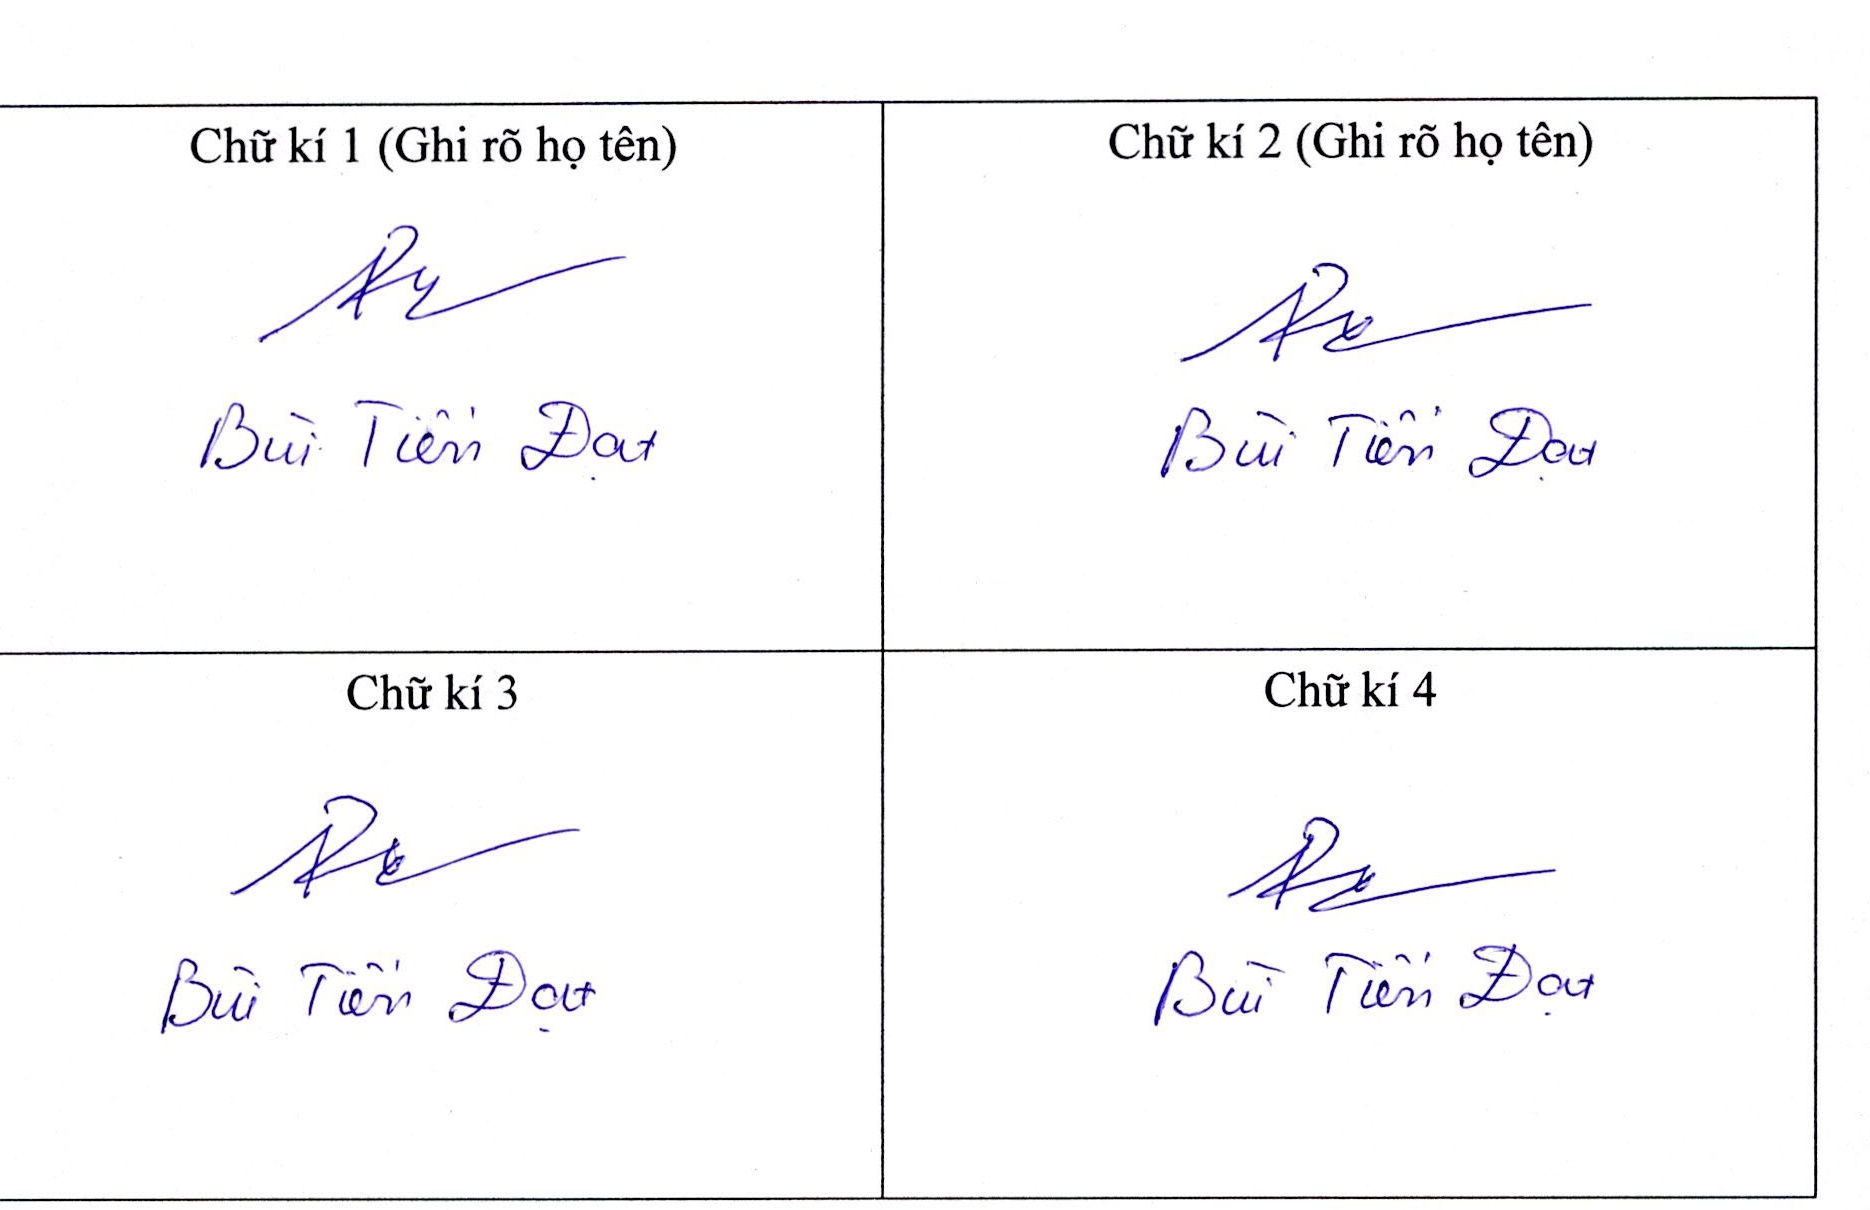 Chữ kí 1 (Ghi rõ họ tên)
Bùi Tiến Đạt
Chữ kí 2 (Ghi rõ họ tên)
Bùi Tiến Đạt
Chữ kí 3
Bùi Tiến Đạt
Chữ kí 4
Bùi Tiến Đạt